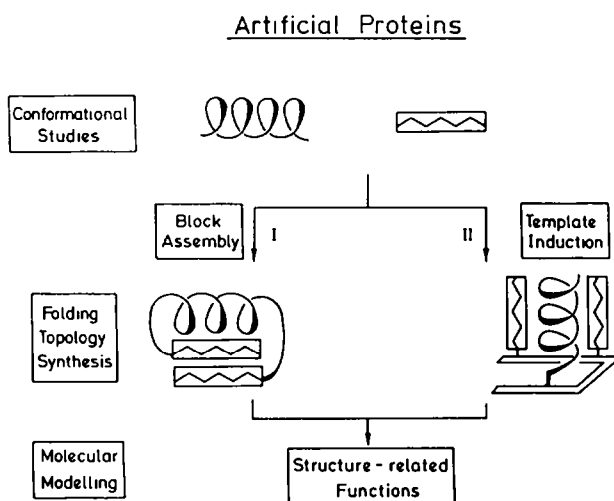 Artificial Proteins
Conformational
Studies
Block
Assembly
I
II
Template
Induction
Folding
Topology
Synthesis
Molecular
Modelling
Structure - related
Functions